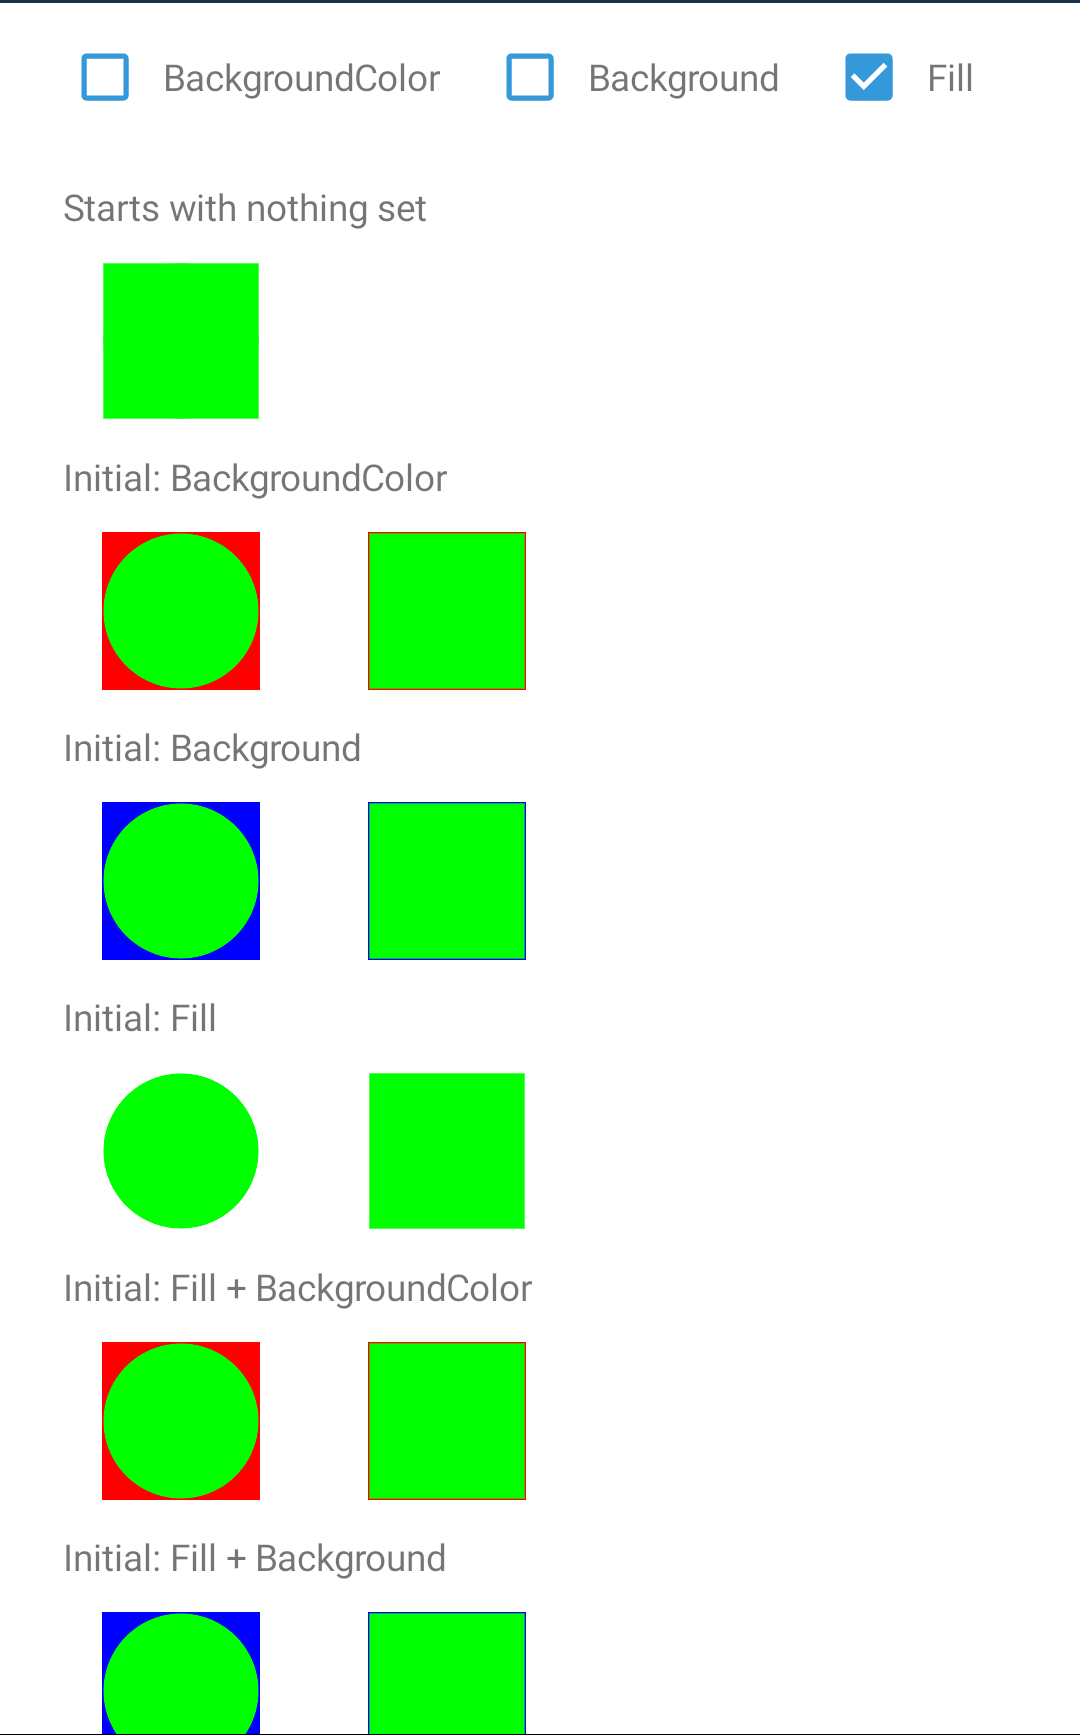 BackgroundColor Background Fill
Starts with nothing set
Initial: BackgroundColor
Initial: Background
Initial: Fill
Initial: Fill + BackgroundColor
Initial: Fill + Background